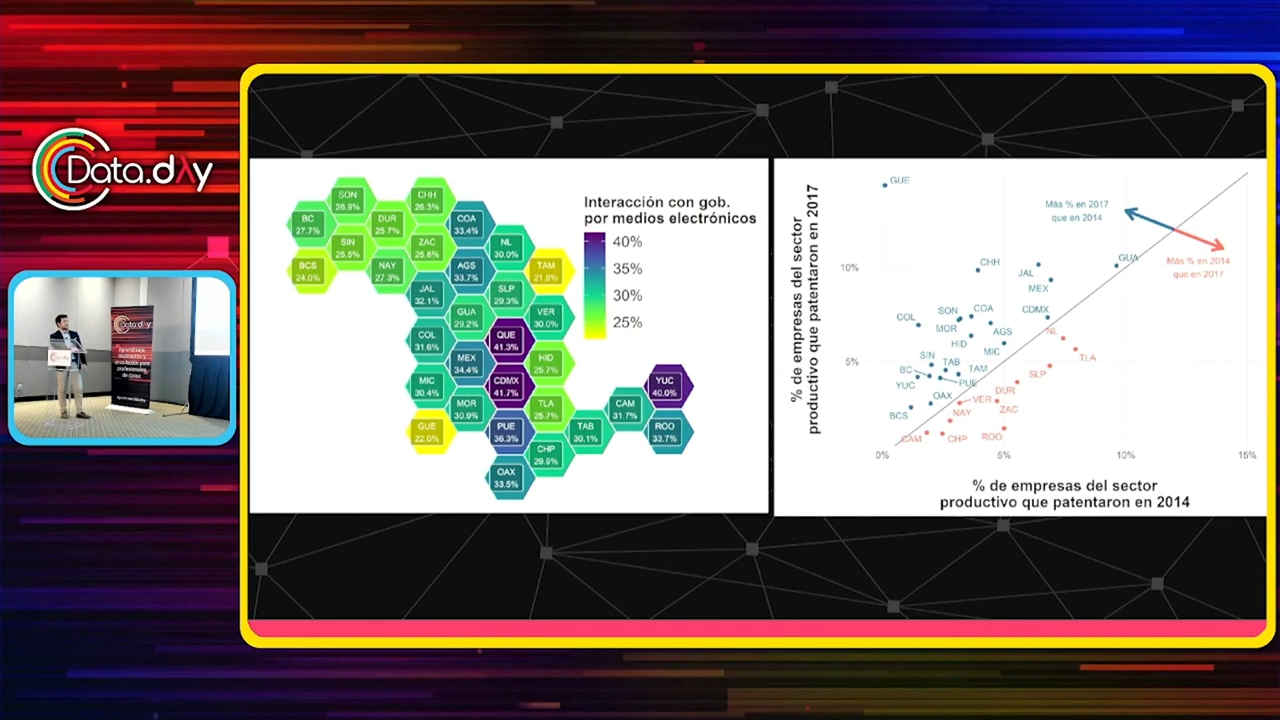 Data.dAy
Data.dAy
Interacción con gob.
por medios electrónicos
40%
35%
30%
25%
SON
26.9%
CHH
26.3%
BC
27.7%
DUR
25.7%
COA
33.4%
SIN
25.5%
ZAC
25.6%
NL
30.0%
BCS
24.0%
NAY
27.3%
AGS
33.7%
TAM
21.6%
JAL
32.1%
SLP
29.3%
GUA
29.2%
VER
30.0%
COL
31.6%
QUE
41.3%
MEX
34.4%
HID
25.7%
MIC
30.4%
CDMX
41.7%
YUC
40.0%
MOR
30.9%
TLA
25.7%
CAM
31.7%
GUE
22.0%
PUE
36.3%
TAB
30.1%
ROO
33.7%
CHP
29.9%
OAX
33.5%
% de empresas del sector
productivo que patentaron en 2017
GUE
Más % en 2017
que en 2014
Más % en 2014
que en 2017
10%
5%
CHH
JAL
MEX
GUA
COL
SON
COA
CDMX
MOR
AGS
NL
HID
MIC
TLA
SIN
TAB
TAM
SLP
BC
YUC
PUE
DUR
OAX
VER
ZAC
BCS
NAY
CAM
CHP
ROO
0%
5%
10%
15%
% de empresas del sector
productivo que patentaron en 2014